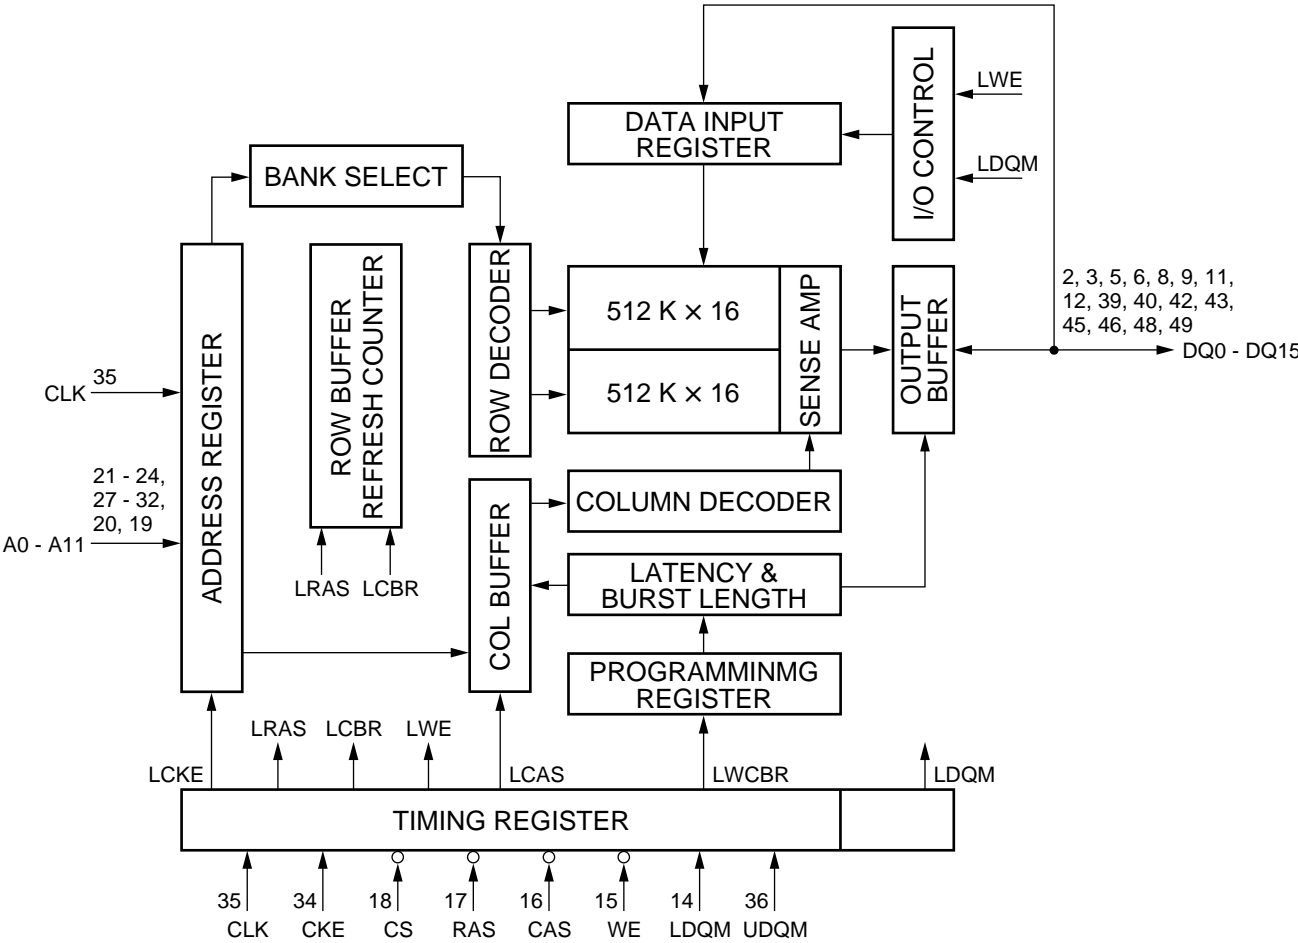 LWE
DATA INPUT
REGISTER
I/O CONTROL
LDQM
BANK SELECT
ADDRESS REGISTER
ROW BUFFER
REFRESH COUNTER
ROW DECODER
512 K × 16
512 K × 16
SENSE AMP
OUTPUT
BUFFER
2, 3, 5, 6, 8, 9, 11,
12, 39, 40, 42, 43,
45, 46, 48, 49
DQ0 - DQ15
CLK
35
21 - 24,
27 - 32,
20, 19
A0 - A11
LRAS
LCBR
COL BUFFER
COLUMN DECODER
LATENCY &
BURST LENGTH
PROGRAMMINMG
REGISTER
LCKE
LRAS
LCBR
LWE
LCAS
LWCBR
LDQM
TIMING REGISTER
35
34
18
17
16
15
14
36
CLK
CKE
CS
RAS
CAS
WE
LDQM
UDQM